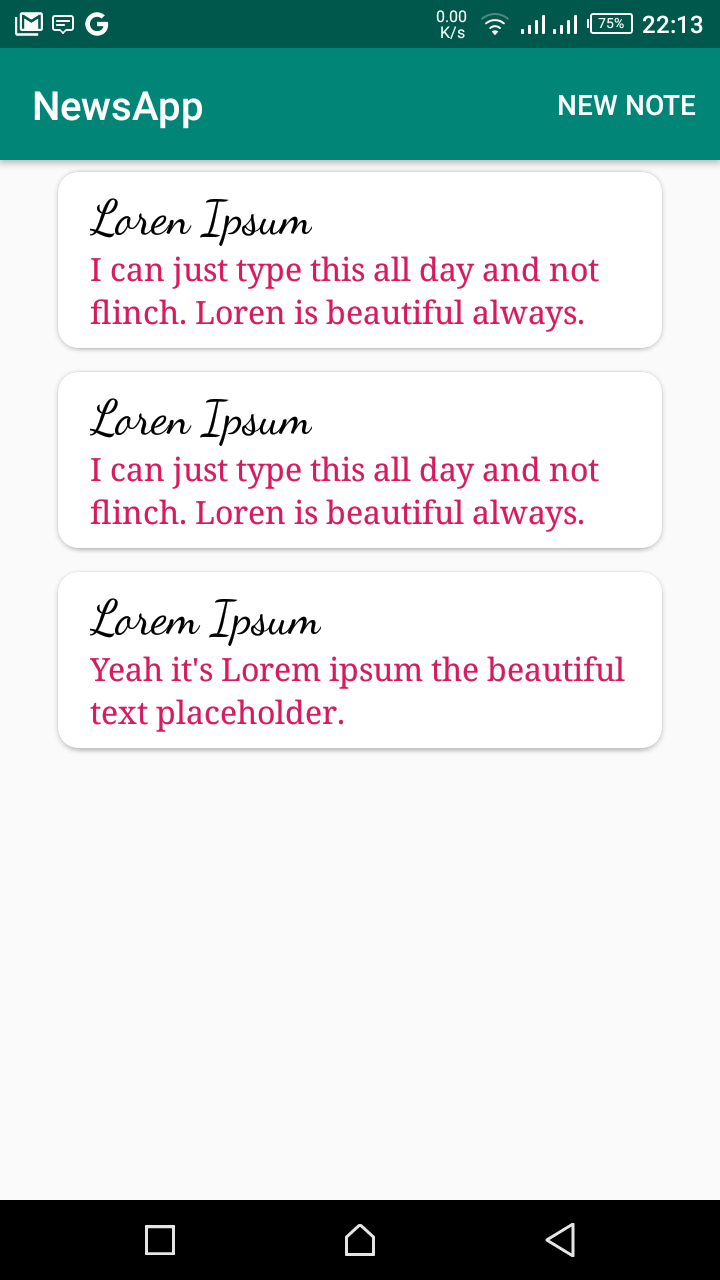 0.00
K/s
75%
22:13
NewsApp
NEW NOTE
Loren Ipsum
I can just type this all day and not
flinch. Loren is beautiful always.
Loren Ipsum
I can just type this all day and not
flinch. Loren is beautiful always.
Lorem Ipsum
Yeah it's Lorem ipsum the beautiful
text placeholder.